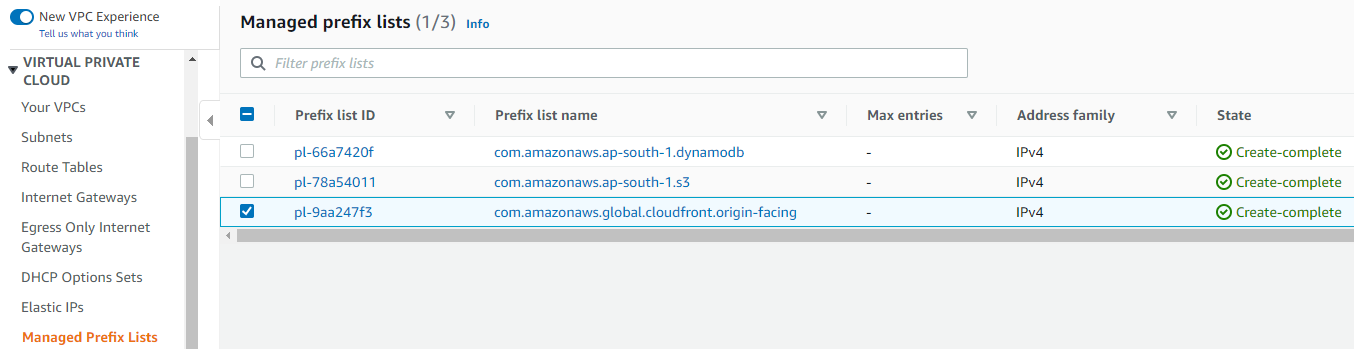 New VPC Experience
Tell us what you think
VIRTUAL PRIVATE
CLOUD
Your VPCs
Subnets
Route Tables
Internet Gateways
Egress Only Internet
Gateways
DHCP Options Sets
Elastic IPs
Managed Prefix Lists
Managed prefix lists (1/3) Info
Filter prefix lists
Prefix list ID Prefix list name Max entries Address family State
pl-66a7420f com.amazonaws.ap-south-1.dynamodb - IPv4 Create-complete
pl-78a54011 com.amazonaws.ap-south-1.s3 - IPv4 Create-complete
pl-9aa247f3 com.amazonaws.global.cloudfront.origin-facing - IPv4 Create-complete